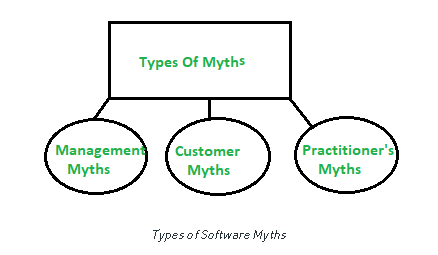 Types Of Myths
Management
Myths
Customer
Myths
Practitioner's
Myths
Types of Software Myths